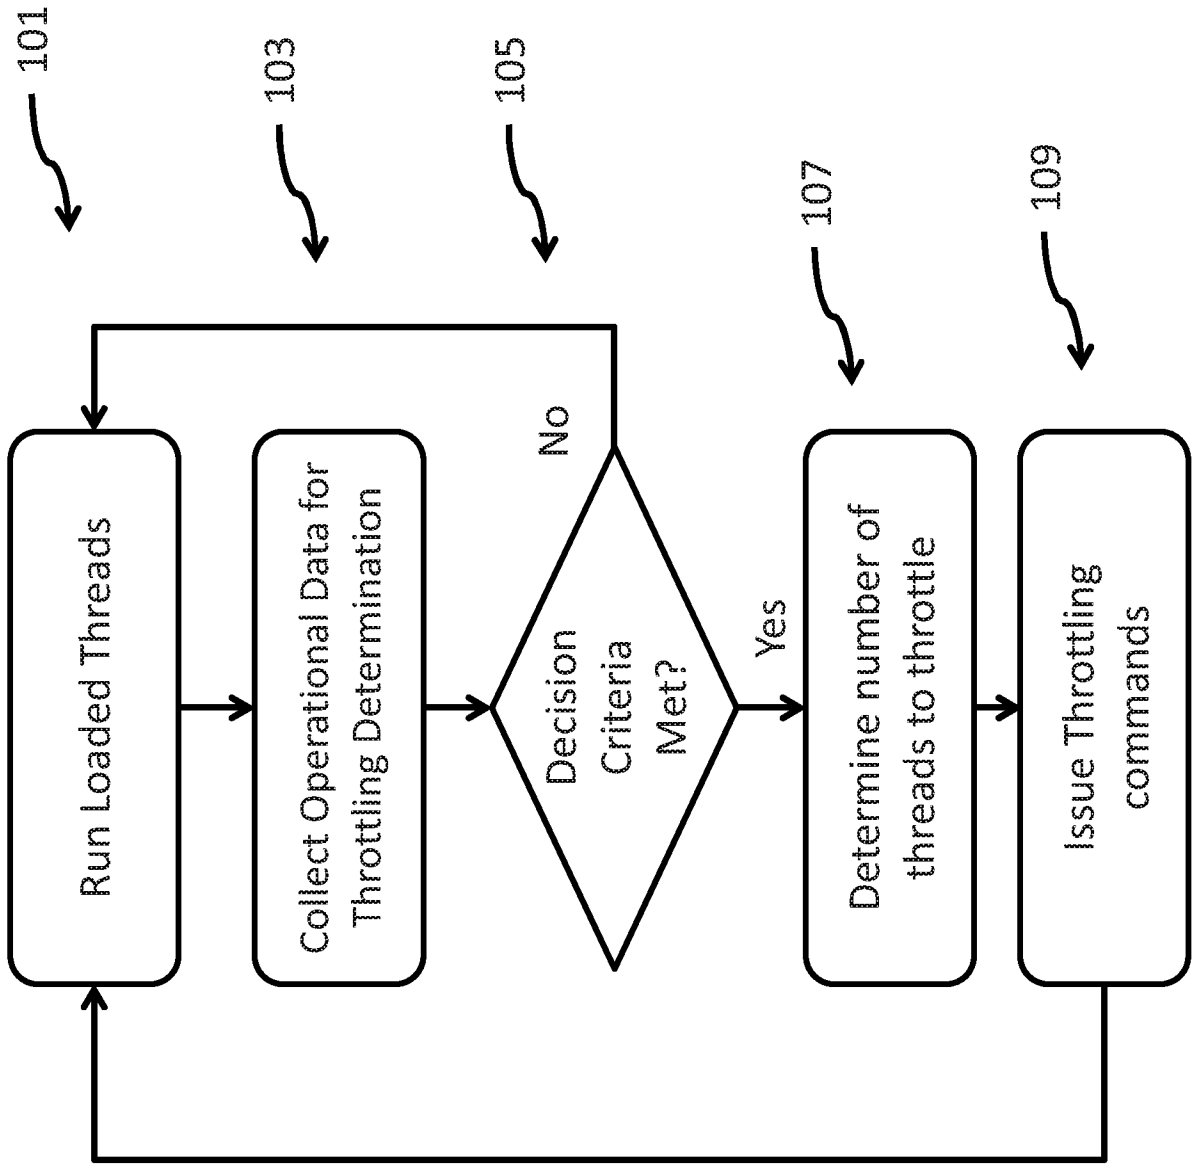 101
Run Loaded Threads
103
Collect Operational Data for
Throttling Determination
105
Decision
Criteria
Met?
No
Yes
107
Determine number of
threads to throttle
109
Issue Throttling
commands